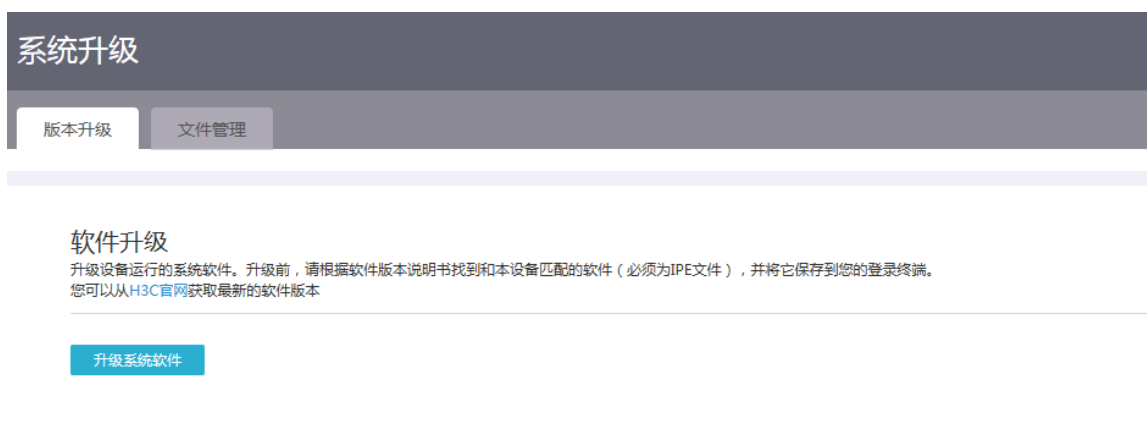 系统升级
版本升级 文件管理
软件升级
升级设备运行的系统软件。升级前，请根据软件版本说明书找到和本设备匹配的软件（必须为IPE文件），并将它保存到您的登录终端。
您可以从H3C官网获取最新的软件版本
升级系统软件